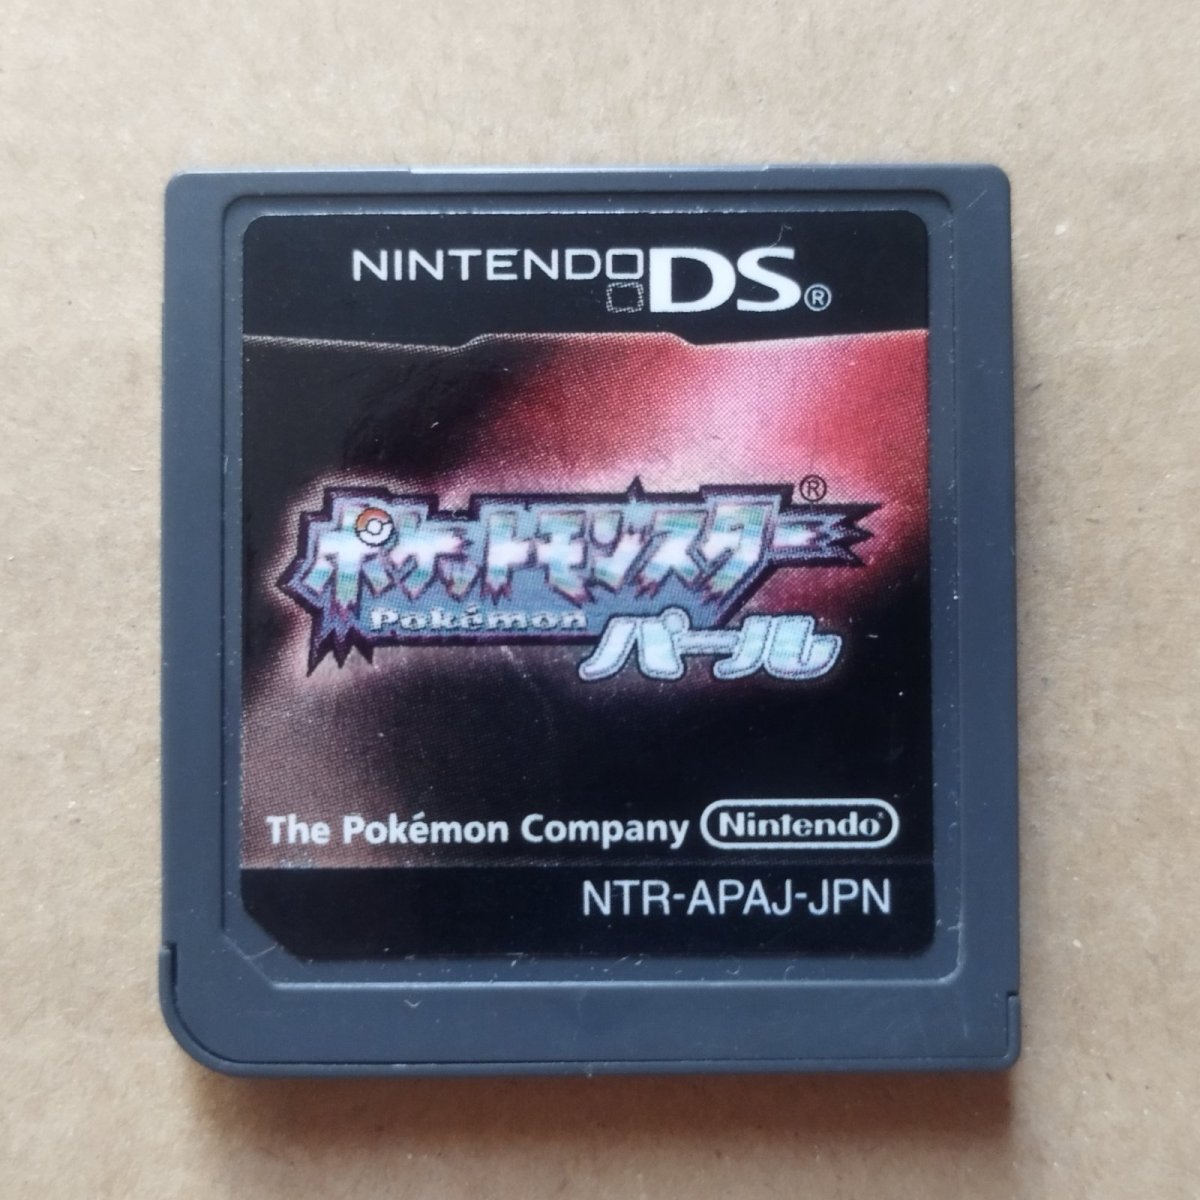 NINTENDO DS®
ポケットモンスター®
Pokémon
パール
The Pokémon Company Nintendo®
NTR-APAJ-JPN